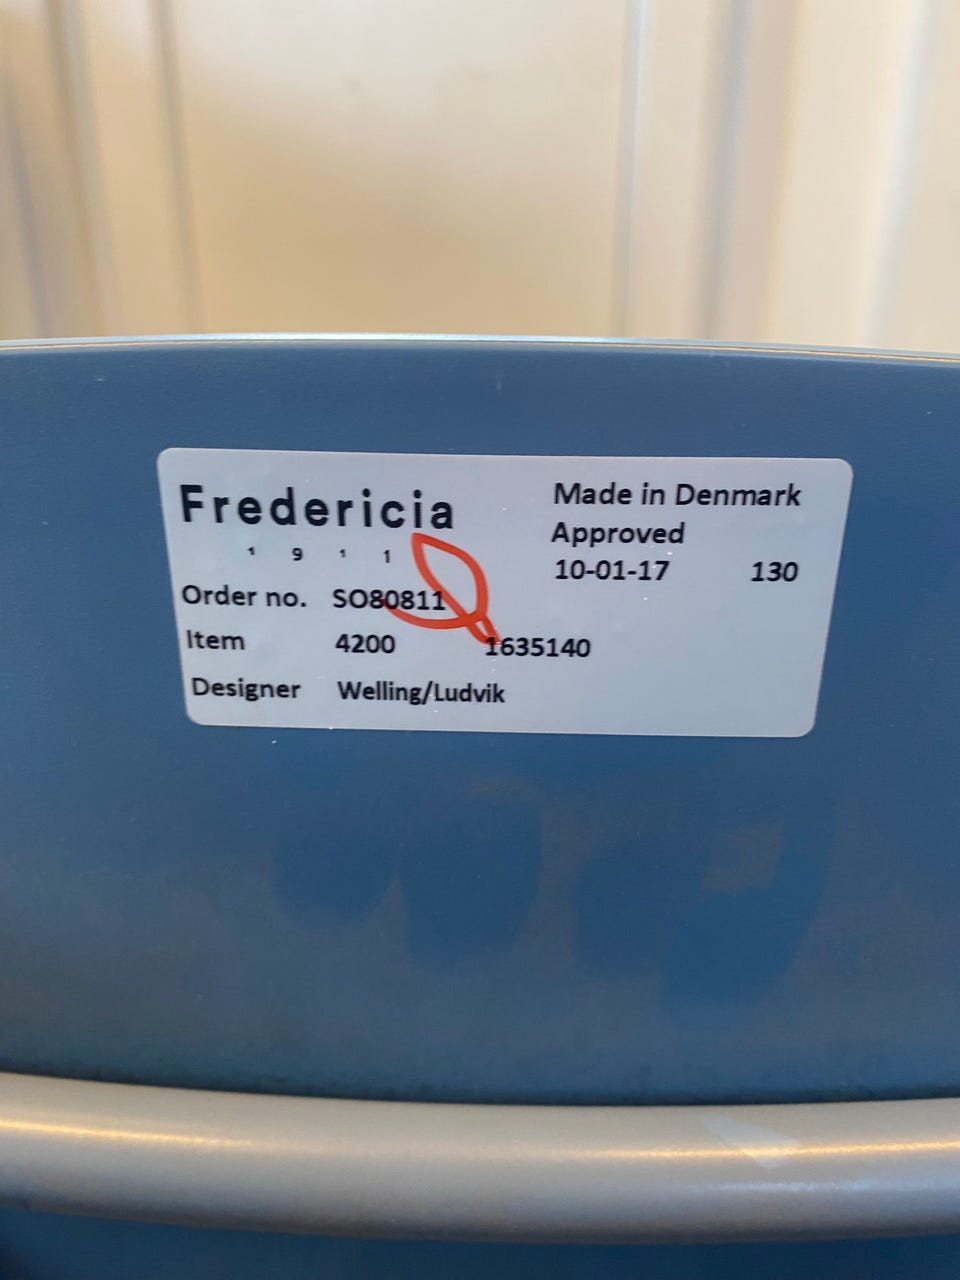 Fredericia
1 9 1 1
Made in Denmark
Approved
10-01-17 130
Order no. SO80811
Item 4200 1635140
Designer Welling/Ludvik